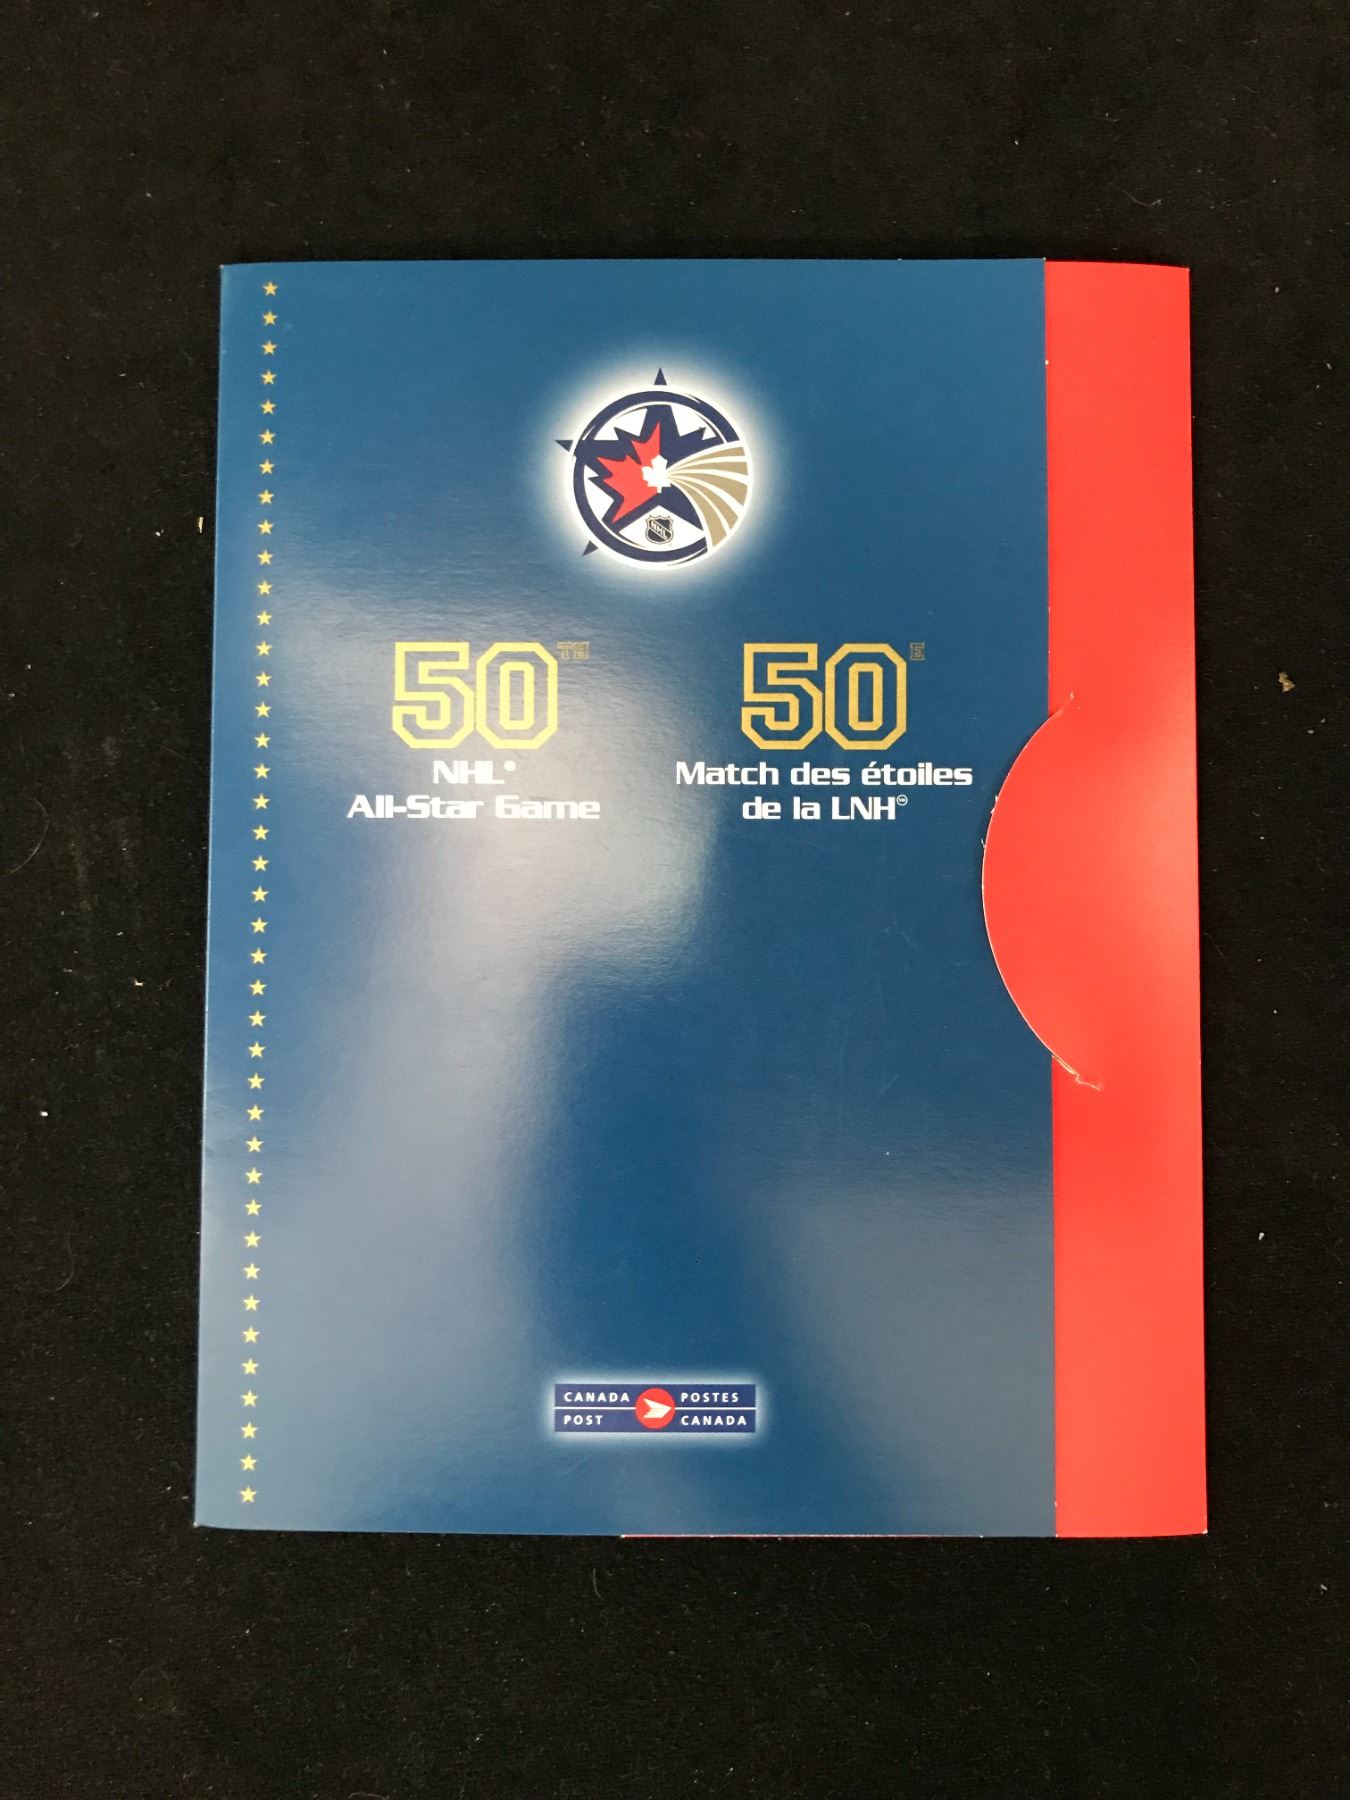 NHL
50TH
NHL®
All-Star Game
50E
Match des étoiles
de la LNH
CANADA POST
POSTES CANADA